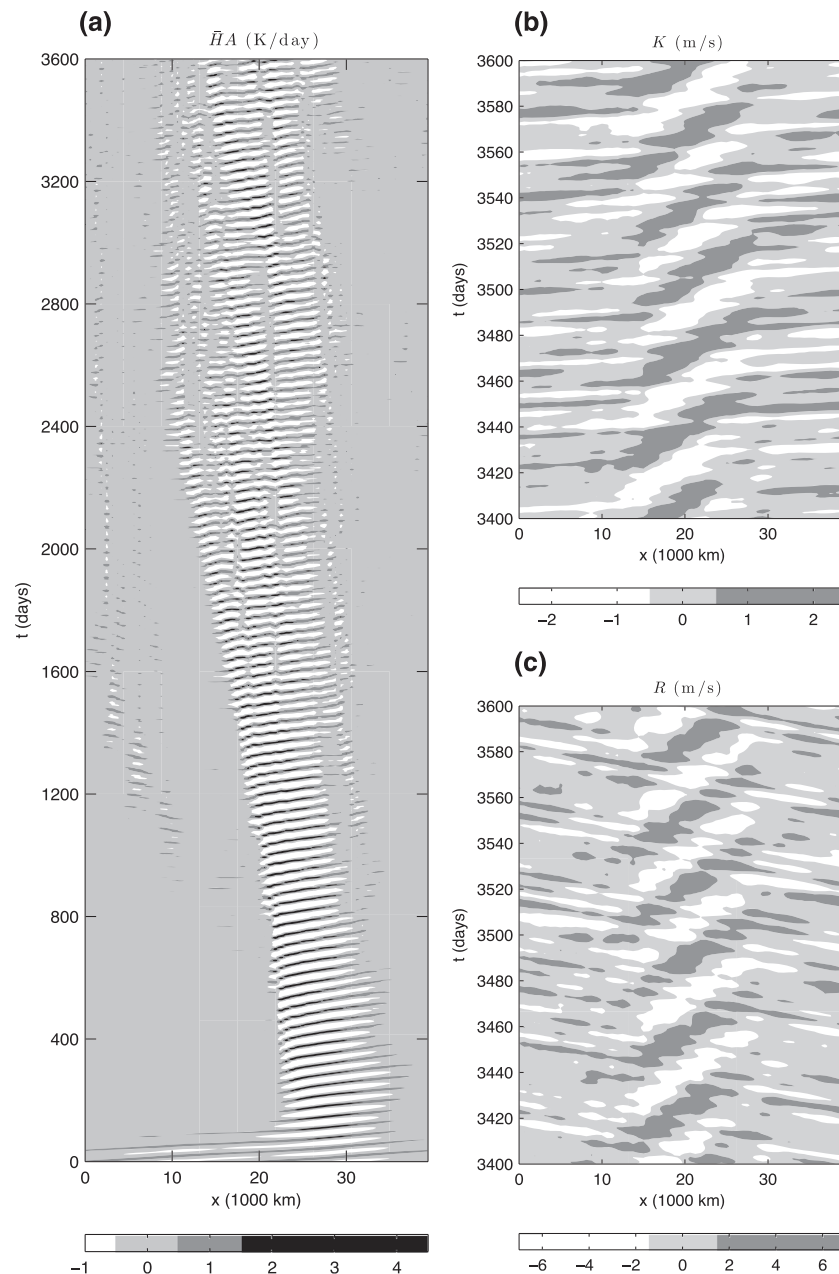 (a)
H̄A (K/day)
3600
3200
2800
2400
2000
1600
1200
800
400
0
t (days)
0 10 20 30
x (1000 km)
−1 0 1 2 3 4
(b)
K (m/s)
3600
3580
3560
3540
3520
3500
3480
3460
3440
3420
3400
t (days)
0 10 20 30
x (1000 km)
−2 −1 0 1 2
(c)
R (m/s)
3600
3580
3560
3540
3520
3500
3480
3460
3440
3420
3400
t (days)
0 10 20 30
x (1000 km)
−6 −4 −2 0 2 4 6